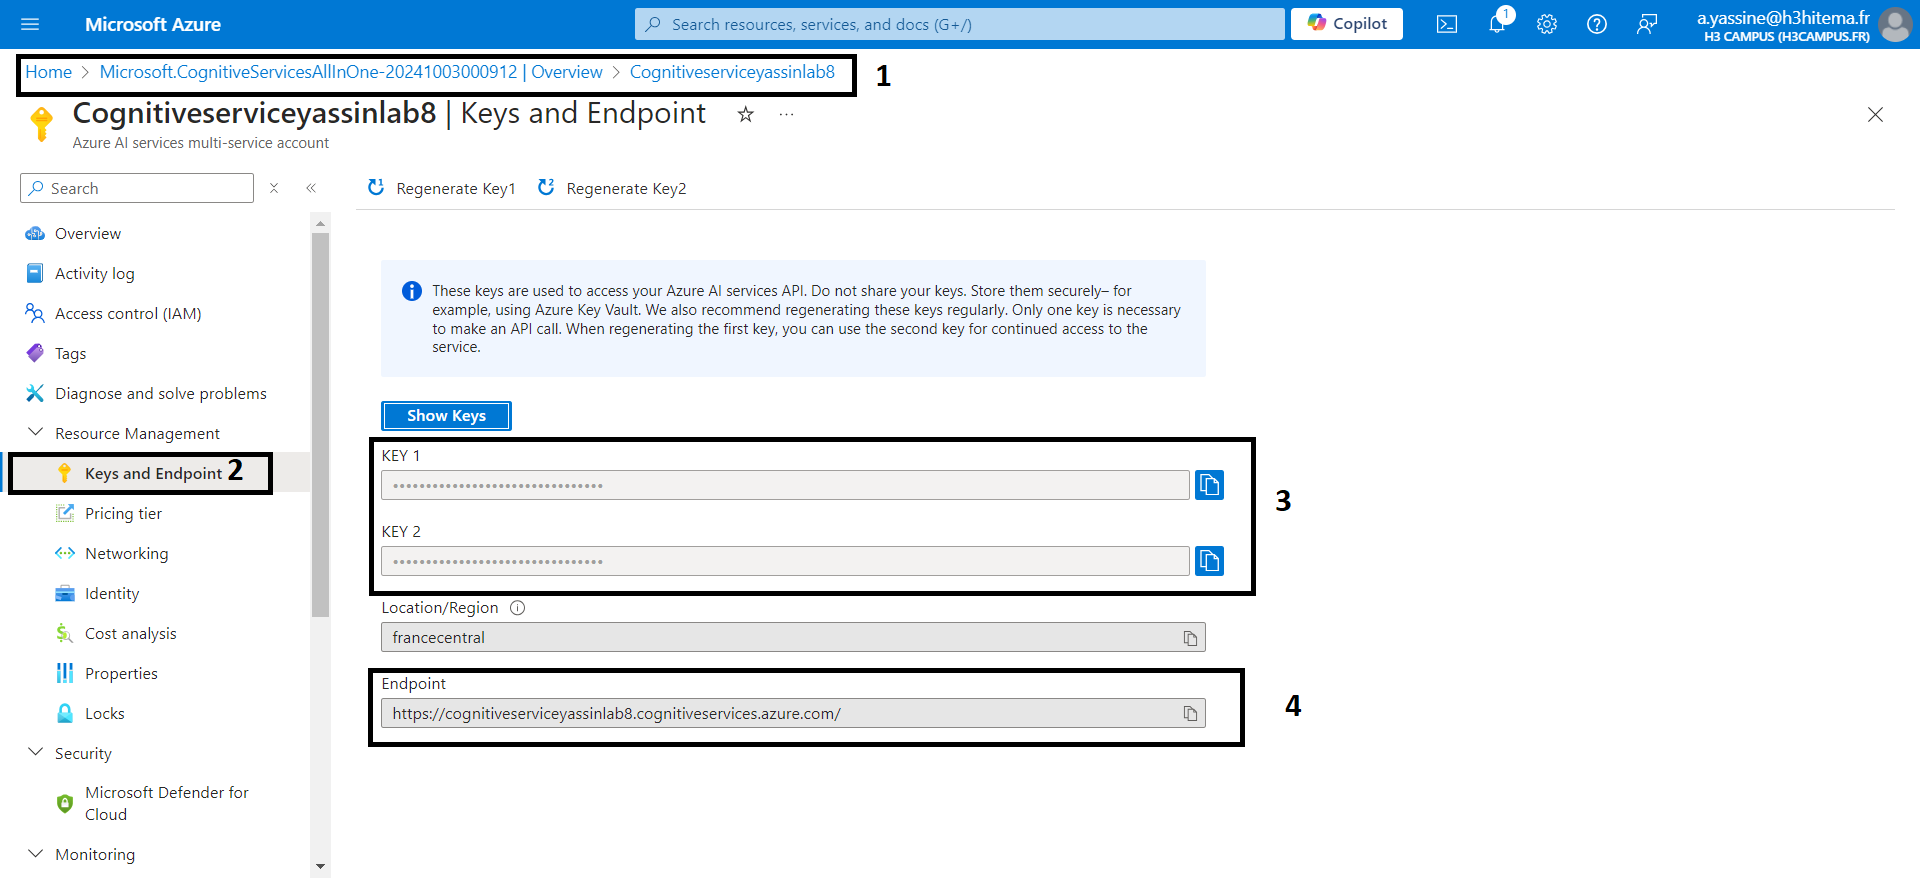 Microsoft Azure
Search resources, services, and docs (G+/)
Copilot
1
a.yassine@h3hitema.fr
H3 CAMPUS (H3CAMPUS.FR)
Home > Microsoft.CognitiveServicesAllInOne-20241003000912 | Overview > Cognitiveserviceyassinlab8
1
Cognitiveserviceyassinlab8 | Keys and Endpoint
Azure AI services multi-service account
Search
Regenerate Key1
Regenerate Key2
Overview
Activity log
Access control (IAM)
Tags
Diagnose and solve problems
Resource Management
Keys and Endpoint 2
Pricing tier
Networking
Identity
Cost analysis
Properties
Locks
Security
Microsoft Defender for
Cloud
Monitoring
These keys are used to access your Azure AI services API. Do not share your keys. Store them securely– for
example, using Azure Key Vault. We also recommend regenerating these keys regularly. Only one key is necessary
to make an API call. When regenerating the first key, you can use the second key for continued access to the
service.
Show Keys
KEY 1
3
KEY 2
Location/Region
francecentral
Endpoint
https://cognitiveserviceyassinlab8.cognitiveservices.azure.com/
4